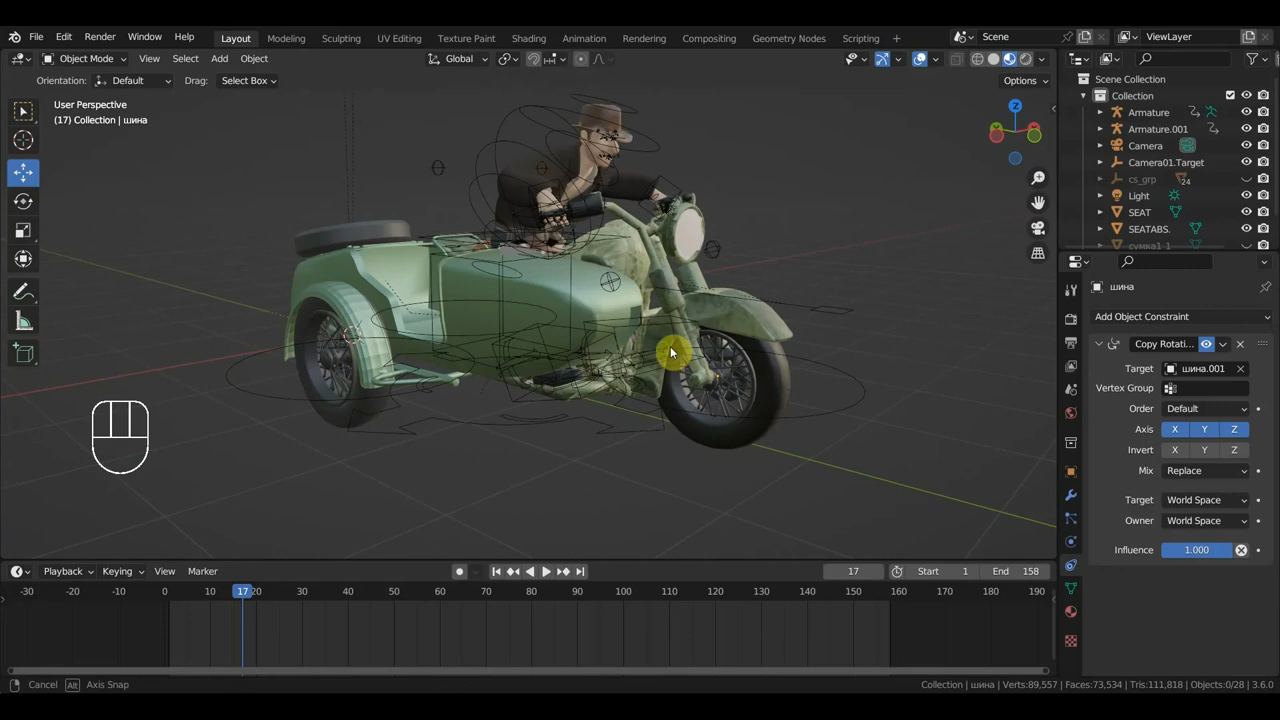 File Edit Render Window Help Layout Modeling Sculpting UV Editing Texture Paint Shading Animation Rendering Compositing Geometry Nodes Scripting + Scene ViewLayer
Object Mode View Select Add Object Global
Orientation: Default Drag: Select Box Options
User Perspective
(17) Collection | шина
Z
Scene Collection
Collection
Armature
Armature.001
Camera
Camera01.Target
cs_grp 24
Light
SEAT
SEATABS.
сумка1 1
шина
Add Object Constraint
Copy Rotati...
Target шина.001
Vertex Group
Order Default
Axis X Y Z
Invert X Y Z
Mix Replace
Target World Space
Owner World Space
Influence 1.000
Playback Keying View Marker 17 Start 1 End 158
-30 -20 -10 0 10 17 20 30 40 50 60 70 80 90 100 110 120 130 140 150 160 170 180 190
Cancel Alt Axis Snap Collection | шина | Verts:89,557 | Faces:73,534 | Tris:111,818 | Objects:0/28 | 3.6.0